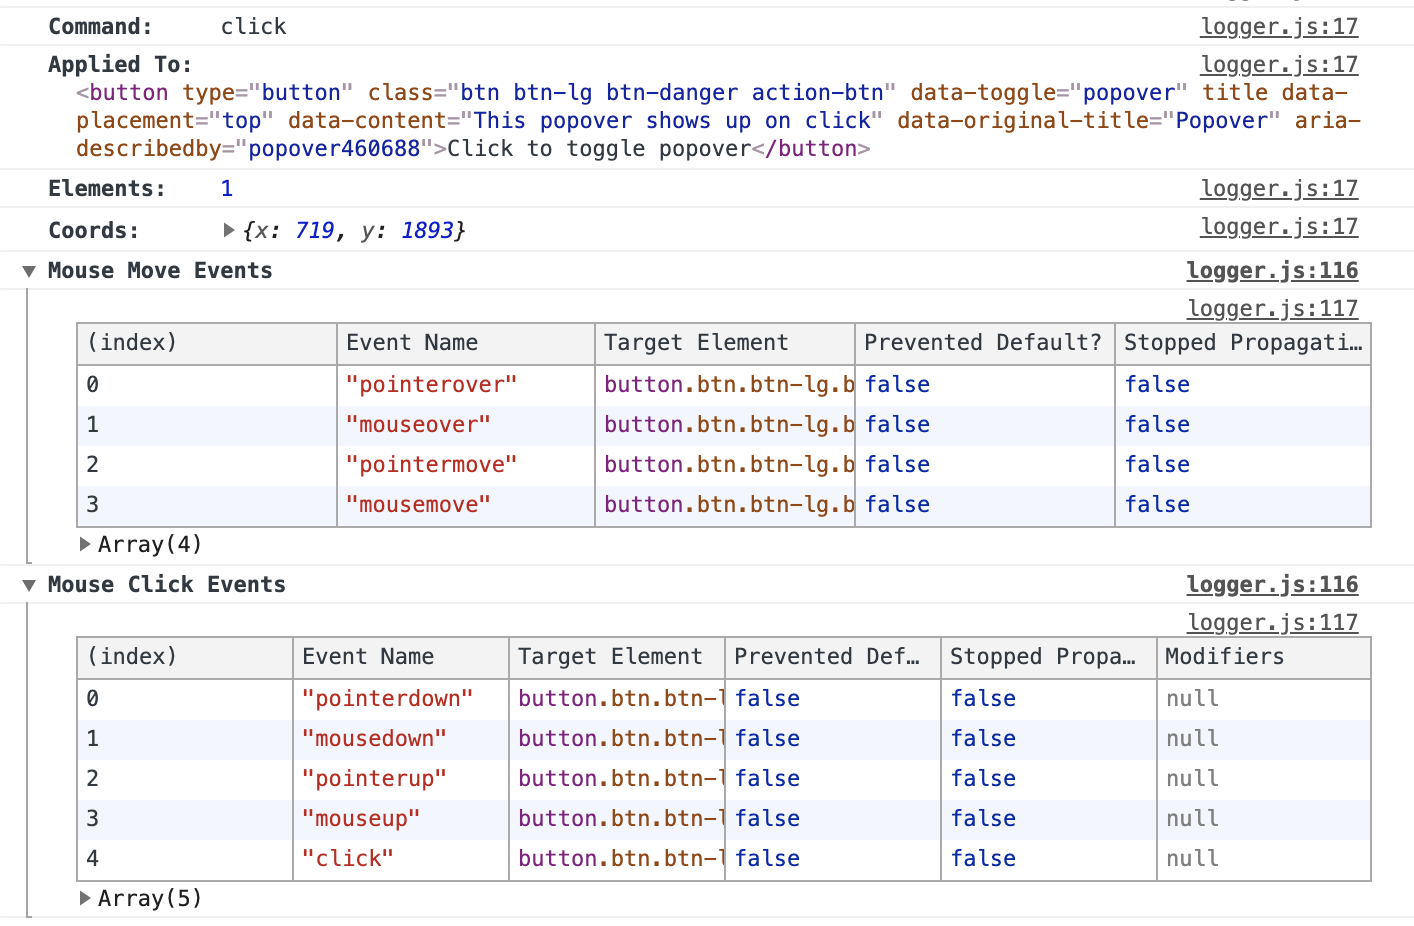 Command: click logger.js:17
Applied To: logger.js:17
<button type="button" class="btn btn-lg btn-danger action-btn" data-toggle="popover" title data-
placement="top" data-content="This popover shows up on click" data-original-title="Popover" aria-
describedby="popover460688">Click to toggle popover</button>
Elements: 1 logger.js:17
Coords: ▶ {x: 719, y: 1893} logger.js:17
▼ Mouse Move Events logger.js:116
logger.js:117
(index) Event Name Target Element Prevented Default? Stopped Propagati…
0 "pointerover" button.btn.btn-lg.b false false
1 "mouseover" button.btn.btn-lg.b false false
2 "pointermove" button.btn.btn-lg.b false false
3 "mousemove" button.btn.btn-lg.b false false
▶ Array(4)
▼ Mouse Click Events logger.js:116
logger.js:117
(index) Event Name Target Element Prevented Def… Stopped Propa… Modifiers
0 "pointerdown" button.btn.btn-l false false null
1 "mousedown" button.btn.btn-l false false null
2 "pointerup" button.btn.btn-l false false null
3 "mouseup" button.btn.btn-l false false null
4 "click" button.btn.btn-l false false null
▶ Array(5)